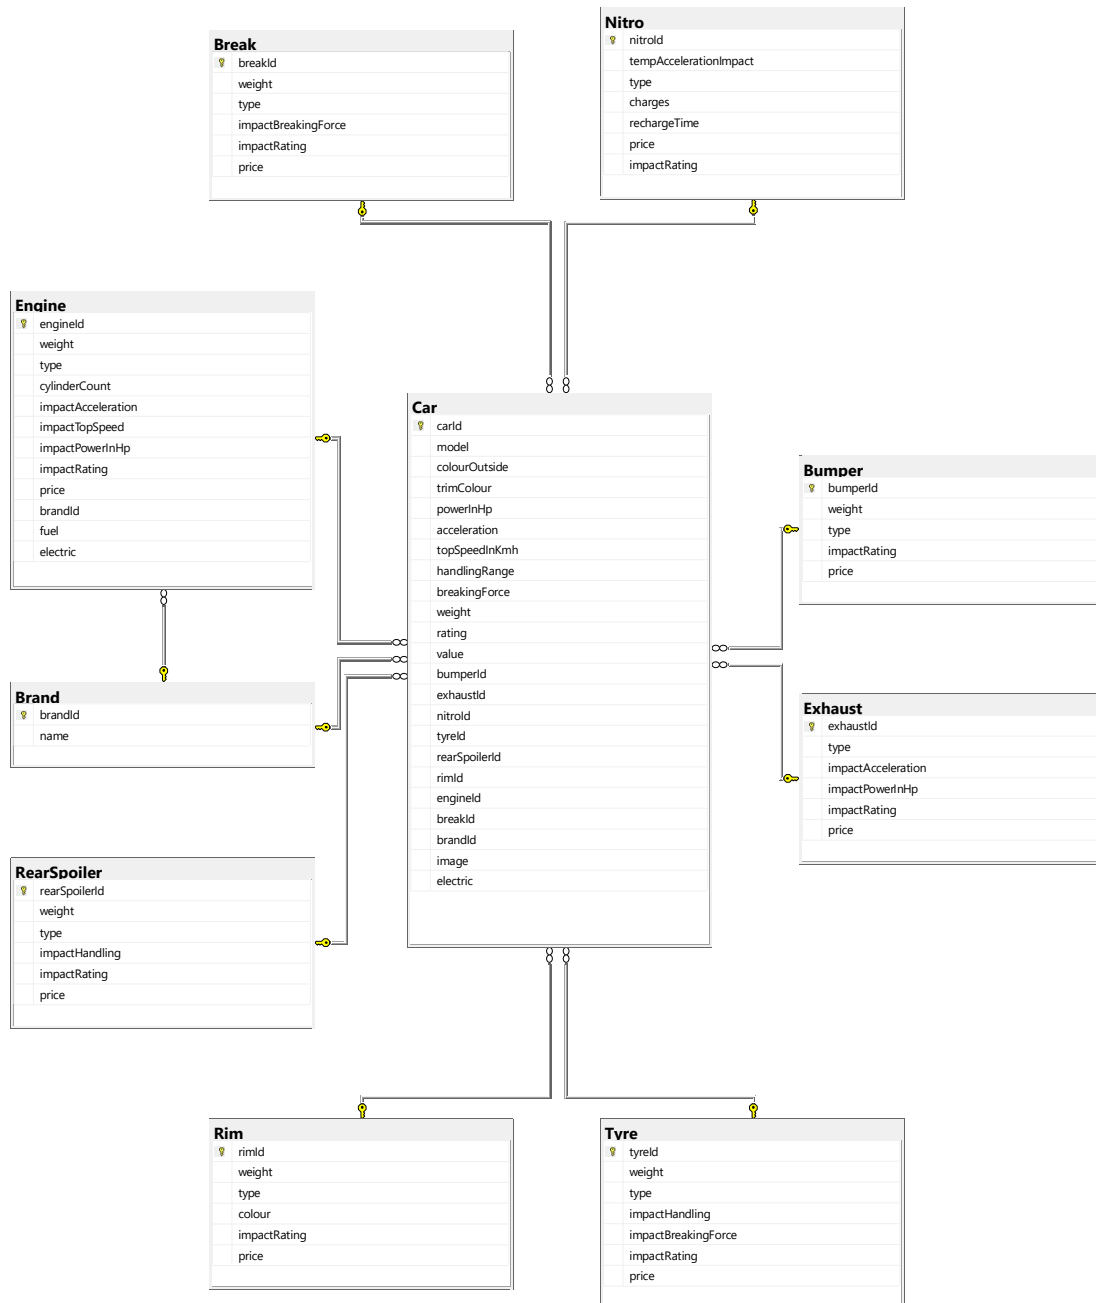 Break
breakId
weight
type
impactBreakingForce
impactRating
price
Nitro
nitroId
tempAccelerationImpact
type
charges
rechargeTime
price
impactRating
Engine
engineId
weight
type
cylinderCount
impactAcceleration
impactTopSpeed
impactPowerInHp
impactRating
price
brandId
fuel
electric
Car
carId
model
colourOutside
trimColour
powerInHp
acceleration
topSpeedInKmh
handlingRange
breakingForce
weight
rating
value
bumperId
exhaustId
nitroId
tyreId
rearSpoilerId
rimId
engineId
breakId
brandId
image
electric
Bumper
bumperId
weight
type
impactRating
price
Brand
brandId
name
Exhaust
exhaustId
type
impactAcceleration
impactPowerInHp
impactRating
price
RearSpoiler
rearSpoilerId
weight
type
impactHandling
impactRating
price
Rim
rimId
weight
type
colour
impactRating
price
Tyre
tyreId
weight
type
impactHandling
impactBreakingForce
impactRating
price